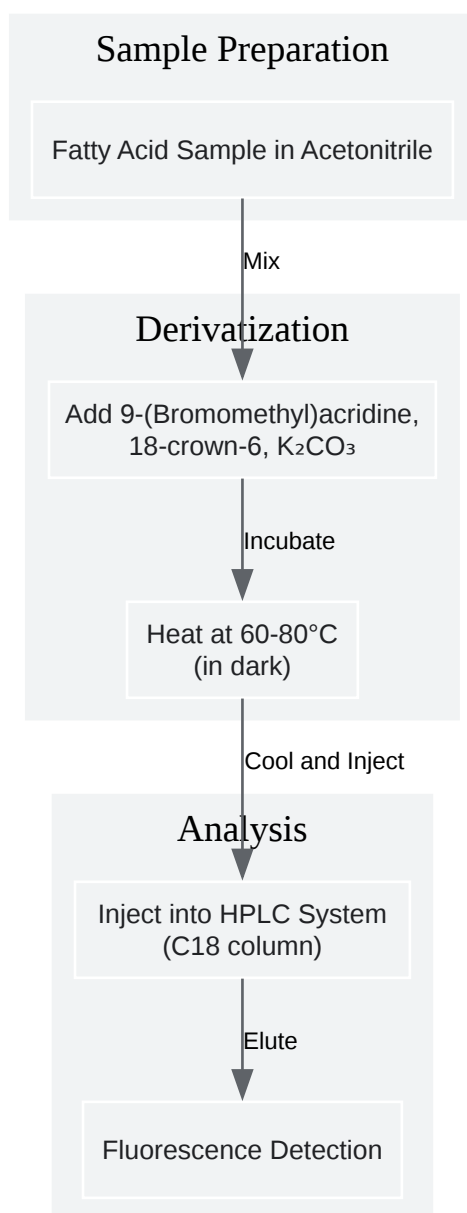 Sample Preparation
Fatty Acid Sample in Acetonitrile
Mix
Derivatization
Add 9-(Bromomethyl)acridine,
18-crown-6, K₂CO₃
Incubate
Heat at 60-80°C
(in dark)
Cool and Inject
Analysis
Inject into HPLC System
(C18 column)
Elute
Fluorescence Detection